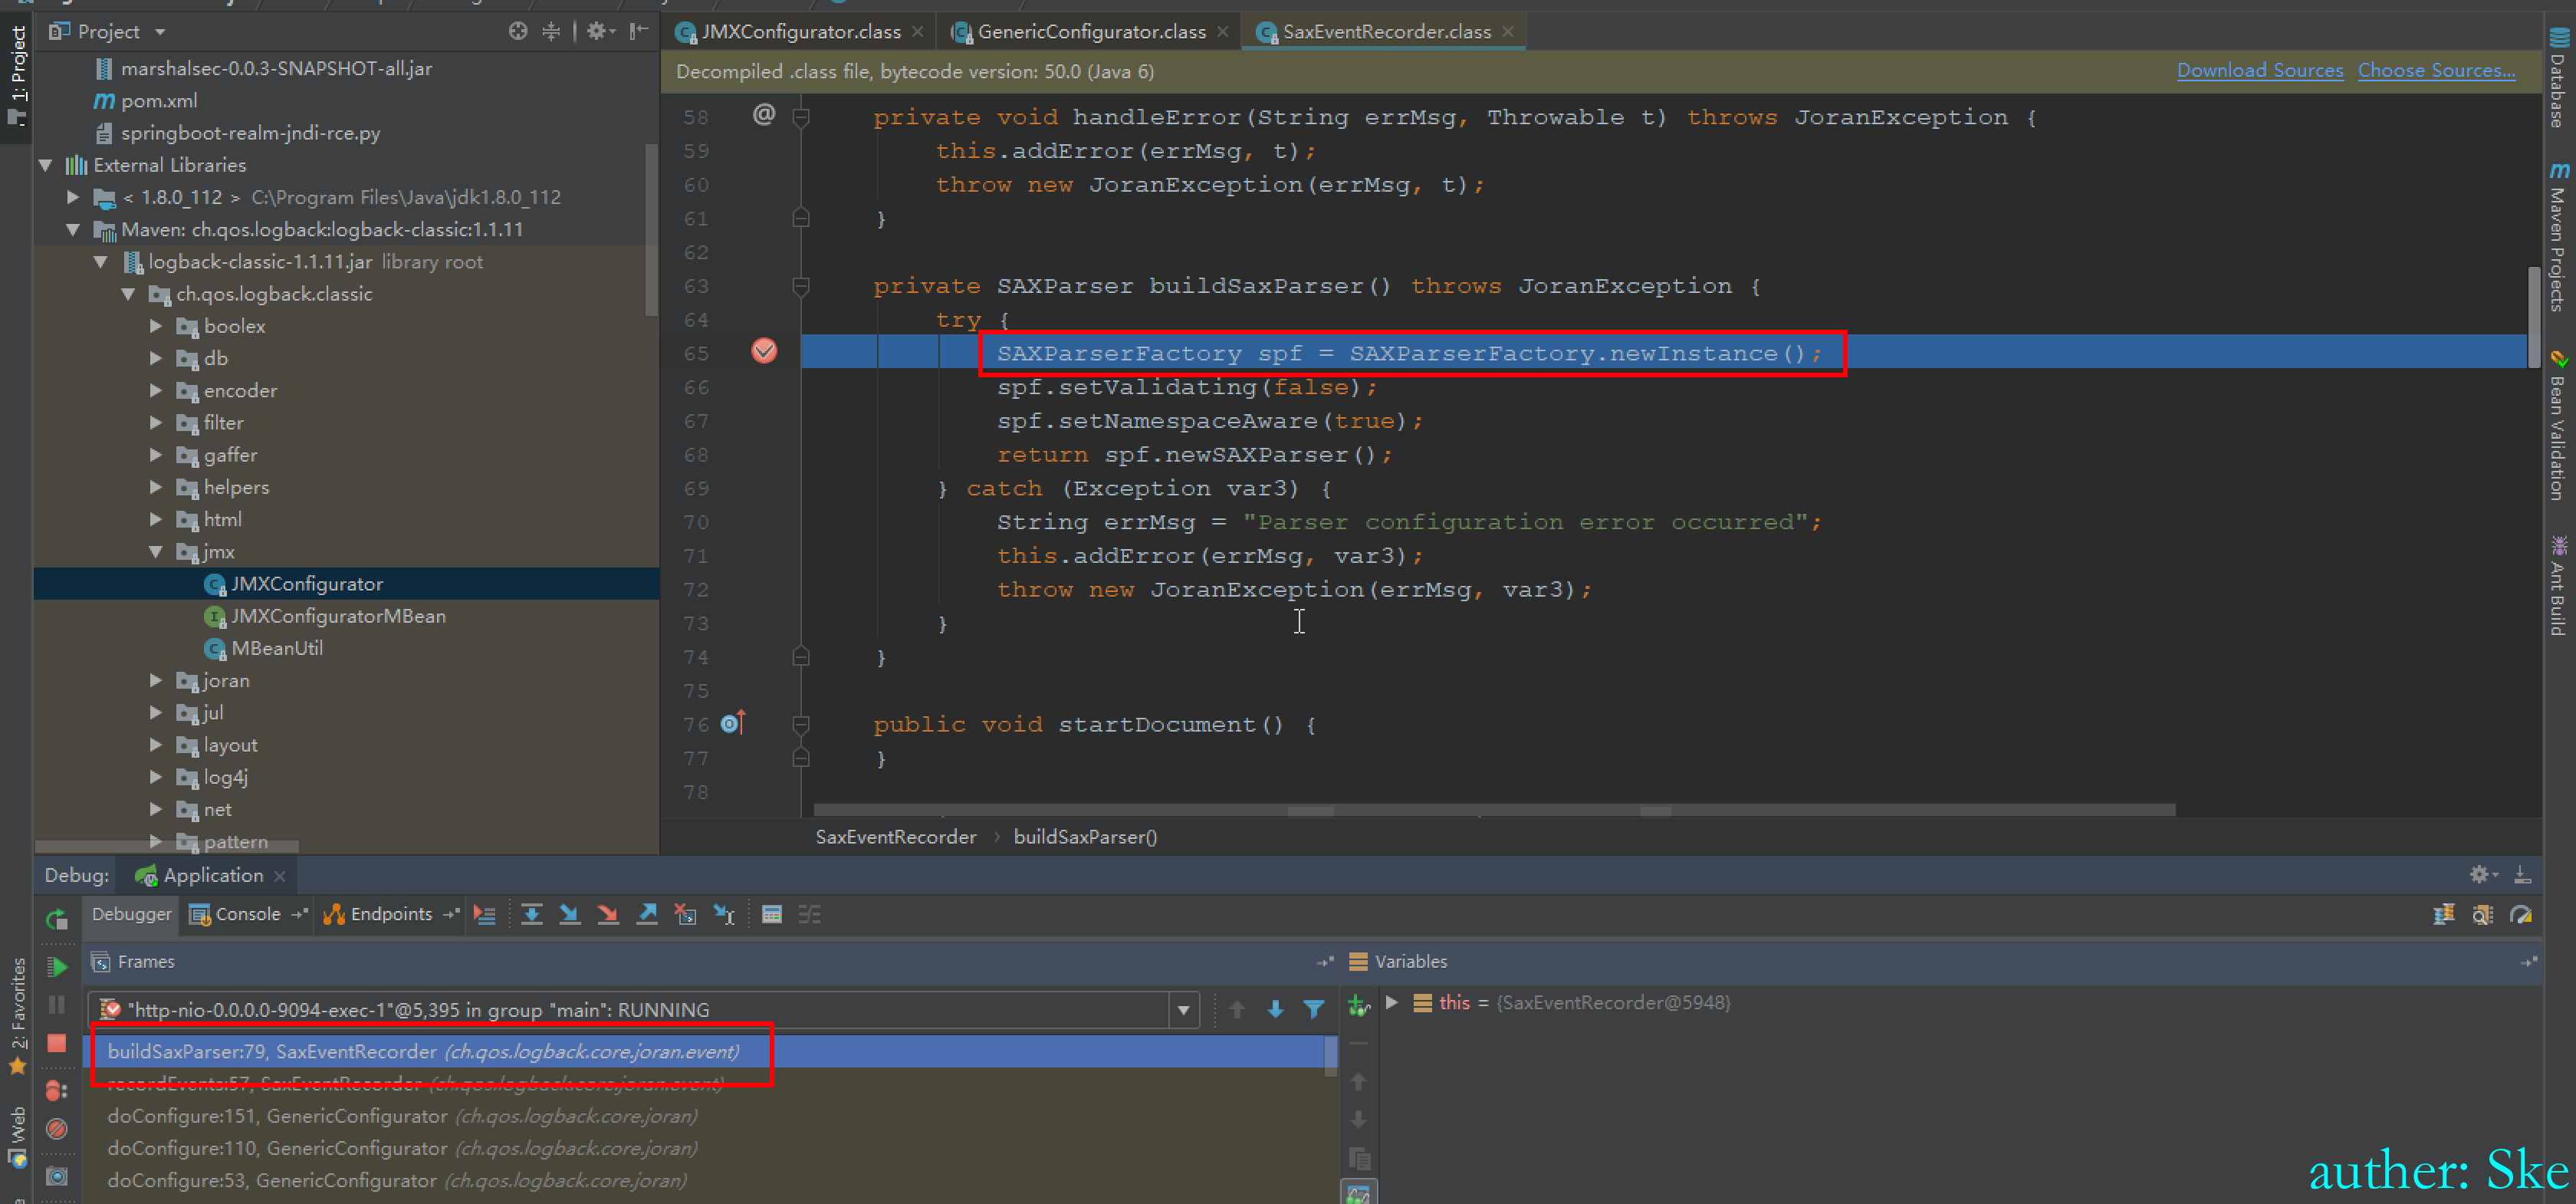 Project
JMXConfigurator.class
GenericConfigurator.class
SaxEventRecorder.class
1: Project
marshalsec-0.0.3-SNAPSHOT-all.jar
pom.xml
springboot-realm-jndi-rce.py
External Libraries
< 1.8.0_112 > C:\Program Files\Java\jdk1.8.0_112
Maven: ch.qos.logback:logback-classic:1.1.11
logback-classic-1.1.11.jar library root
ch.qos.logback.classic
boolex
db
encoder
filter
gaffer
helpers
html
jmx
JMXConfigurator
JMXConfiguratorMBean
MBeanUtil
joran
jul
layout
log4j
net
pattern
Decompiled .class file, bytecode version: 50.0 (Java 6)
Download Sources
Choose Sources...
58 private void handleError(String errMsg, Throwable t) throws JoranException {
59 this.addError(errMsg, t);
60 throw new JoranException(errMsg, t);
61 }
62
63 private SAXParser buildSaxParser() throws JoranException {
64 try {
65 SAXParserFactory spf = SAXParserFactory.newInstance();
66 spf.setValidating(false);
67 spf.setNamespaceAware(true);
68 return spf.newSAXParser();
69 } catch (Exception var3) {
70 String errMsg = "Parser configuration error occurred";
71 this.addError(errMsg, var3);
72 throw new JoranException(errMsg, var3);
73 }
74 }
75
76 public void startDocument() {
77 }
78
SaxEventRecorder
buildSaxParser()
Database
Maven Projects
Bean Validation
Ant Build
Debug:
Application
Debugger
Console
Endpoints
Frames
Variables
"http-nio-0.0.0.0-9094-exec-1"@5,395 in group "main": RUNNING
this = {SaxEventRecorder@5948}
buildSaxParser:79, SaxEventRecorder (ch.qos.logback.core.joran.event)
recordEvents:57, SaxEventRecorder (ch.qos.logback.core.joran.event)
doConfigure:151, GenericConfigurator (ch.qos.logback.core.joran)
doConfigure:110, GenericConfigurator (ch.qos.logback.core.joran)
doConfigure:53, GenericConfigurator (ch.qos.logback.core.joran)
2: Favorites
Web
auther: Ske